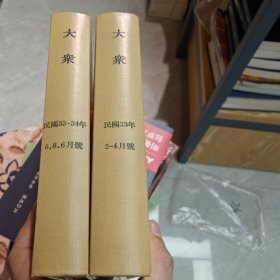 大衆
民國33-34年
6,8.6月號
大衆
民國33年
2-4月號